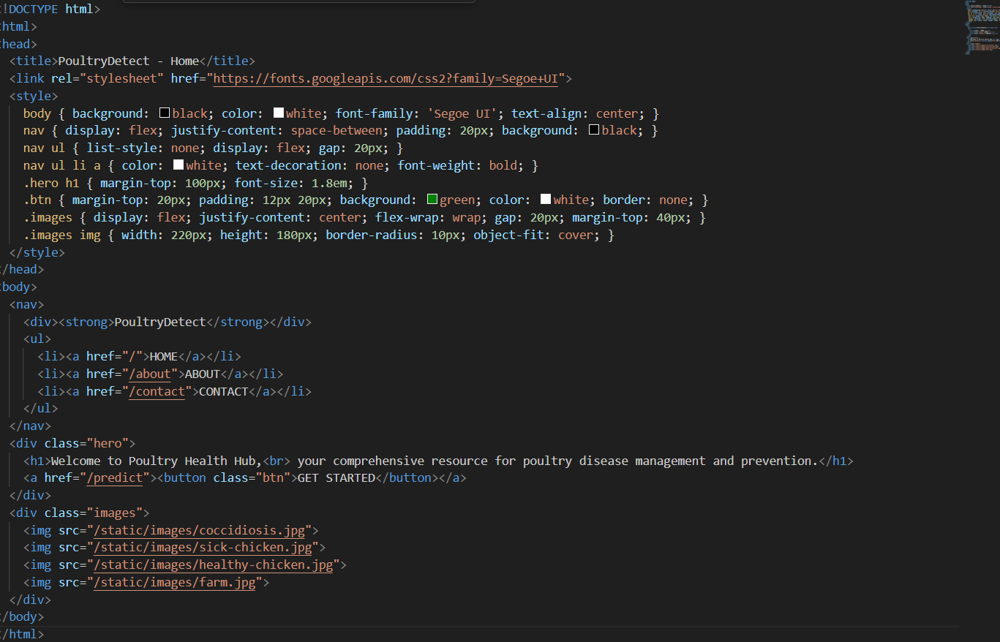 <!DOCTYPE html>
<html>
<head>
  <title>PoultryDetect - Home</title>
  <link rel="stylesheet" href="https://fonts.googleapis.com/css2?family=Segoe+UI">
  <style>
    body { background: black; color: white; font-family: 'Segoe UI'; text-align: center; }
    nav { display: flex; justify-content: space-between; padding: 20px; background: black; }
    nav ul { list-style: none; display: flex; gap: 20px; }
    nav ul li a { color: white; text-decoration: none; font-weight: bold; }
    .hero h1 { margin-top: 100px; font-size: 1.8em; }
    .btn { margin-top: 20px; padding: 12px 20px; background: green; color: white; border: none; }
    .images { display: flex; justify-content: center; flex-wrap: wrap; gap: 20px; margin-top: 40px; }
    .images img { width: 220px; height: 180px; border-radius: 10px; object-fit: cover; }
  </style>
</head>
<body>
  <nav>
    <div><strong>PoultryDetect</strong></div>
    <ul>
      <li><a href="/">HOME</a></li>
      <li><a href="/about">ABOUT</a></li>
      <li><a href="/contact">CONTACT</a></li>
    </ul>
  </nav>
  <div class="hero">
    <h1>Welcome to Poultry Health Hub,<br> your comprehensive resource for poultry disease management and prevention.</h1>
    <a href="/predict"><button class="btn">GET STARTED</button></a>
  </div>
  <div class="images">
    <img src="/static/images/coccidiosis.jpg">
    <img src="/static/images/sick-chicken.jpg">
    <img src="/static/images/healthy-chicken.jpg">
    <img src="/static/images/farm.jpg">
  </div>
</body>
</html>